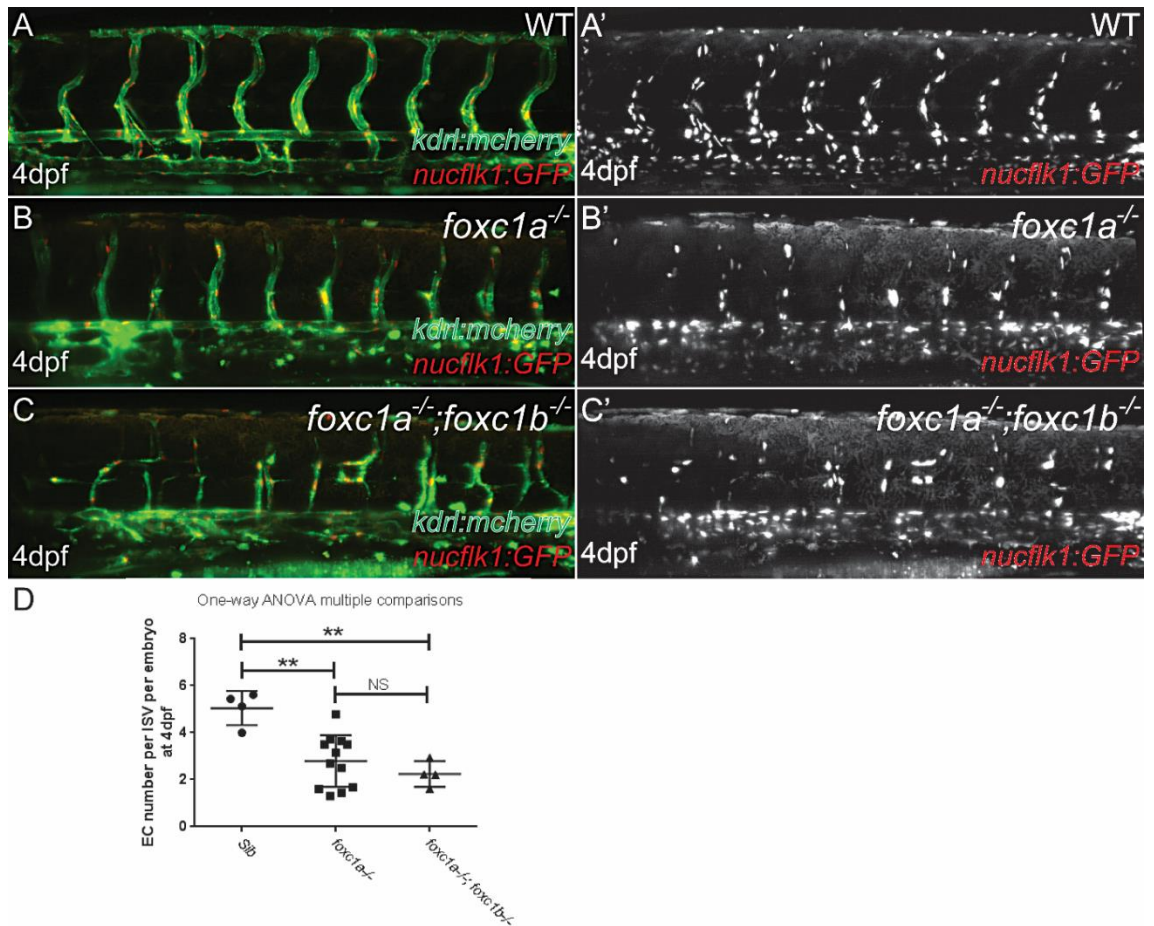 A
WT
kdrl:mcherry
4dpf
nucflk1:GFP
A'
WT
4dpf
nucflk1:GFP
B
foxc1a-/-
kdrl:mcherry
4dpf
nucflk1:GFP
B'
foxc1a-/-
4dpf
nucflk1:GFP
C
foxc1a-/-;foxc1b-/-
kdrl:mcherry
4dpf
nucflk1:GFP
C'
foxc1a-/-;foxc1b-/-
4dpf
nucflk1:GFP
D
One-way ANOVA multiple comparisons
EC number per ISV per embryo
at 4dpf
8
6
4
2
0
**
**
NS
Sib
foxc1a-/-
foxc1a-/-; foxc1b-/-